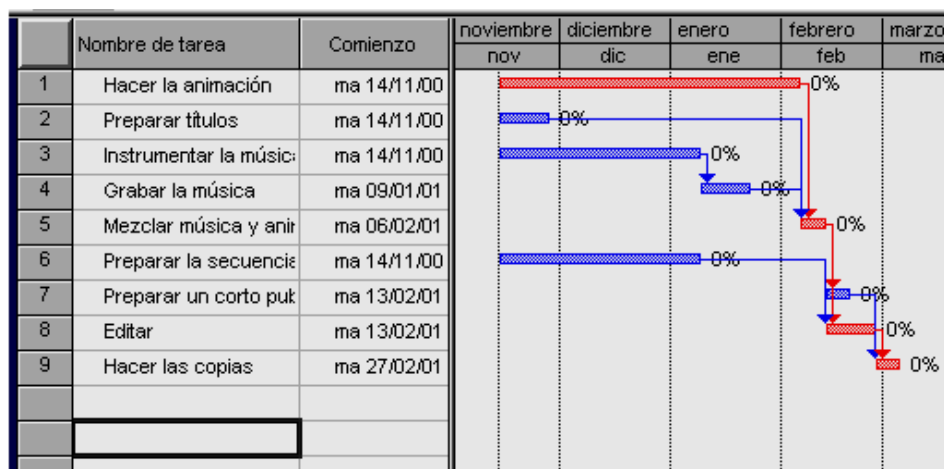 Nombre de tarea Comienzo noviembre diciembre enero febrero marzo
nov dic ene feb ma
1 Hacer la animación ma 14/11/00 0%
2 Preparar títulos ma 14/11/00 0%
3 Instrumentar la músic ma 14/11/00 0%
4 Grabar la música ma 09/01/01 0%
5 Mezclar música y anir ma 06/02/01 0%
6 Preparar la secuencia ma 14/11/00 0%
7 Preparar un corto pub ma 13/02/01 0%
8 Editar ma 13/02/01 0%
9 Hacer las copias ma 27/02/01 0%